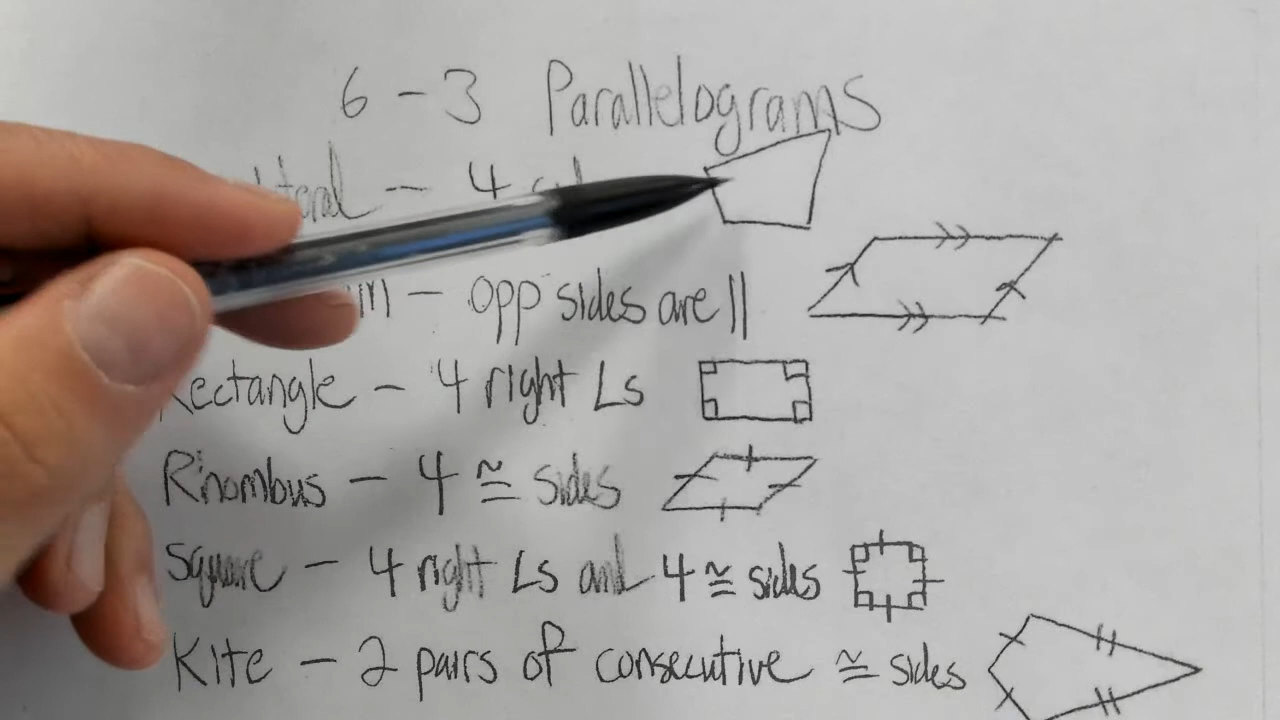 6 - 3 Parallelograms
- 4
- opp sides are ||
Rectangle - 4 right ∠s
Rhombus - 4 ≅ sides
Square - 4 right ∠s and 4 ≅ sides
Kite - 2 pairs of consecutive ≅ sides